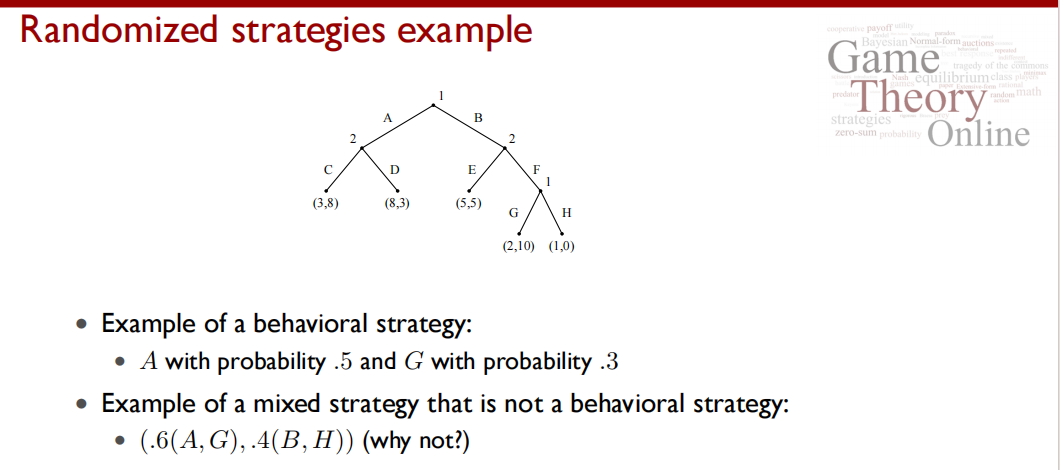 Randomized strategies example
cooperative payoff utility
Bayesian Normal-form auctions
Game
tragedy of the commons
Nash equilibrium class
predator Theory random math
strategies
zero-sum probability Online
1
A B
2 2
C D E F
1
(3,8) (8,3) (5,5)
G H
(2,10) (1,0)
• Example of a behavioral strategy:
• A with probability .5 and G with probability .3
• Example of a mixed strategy that is not a behavioral strategy:
• (.6(A, G), .4(B, H)) (why not?)